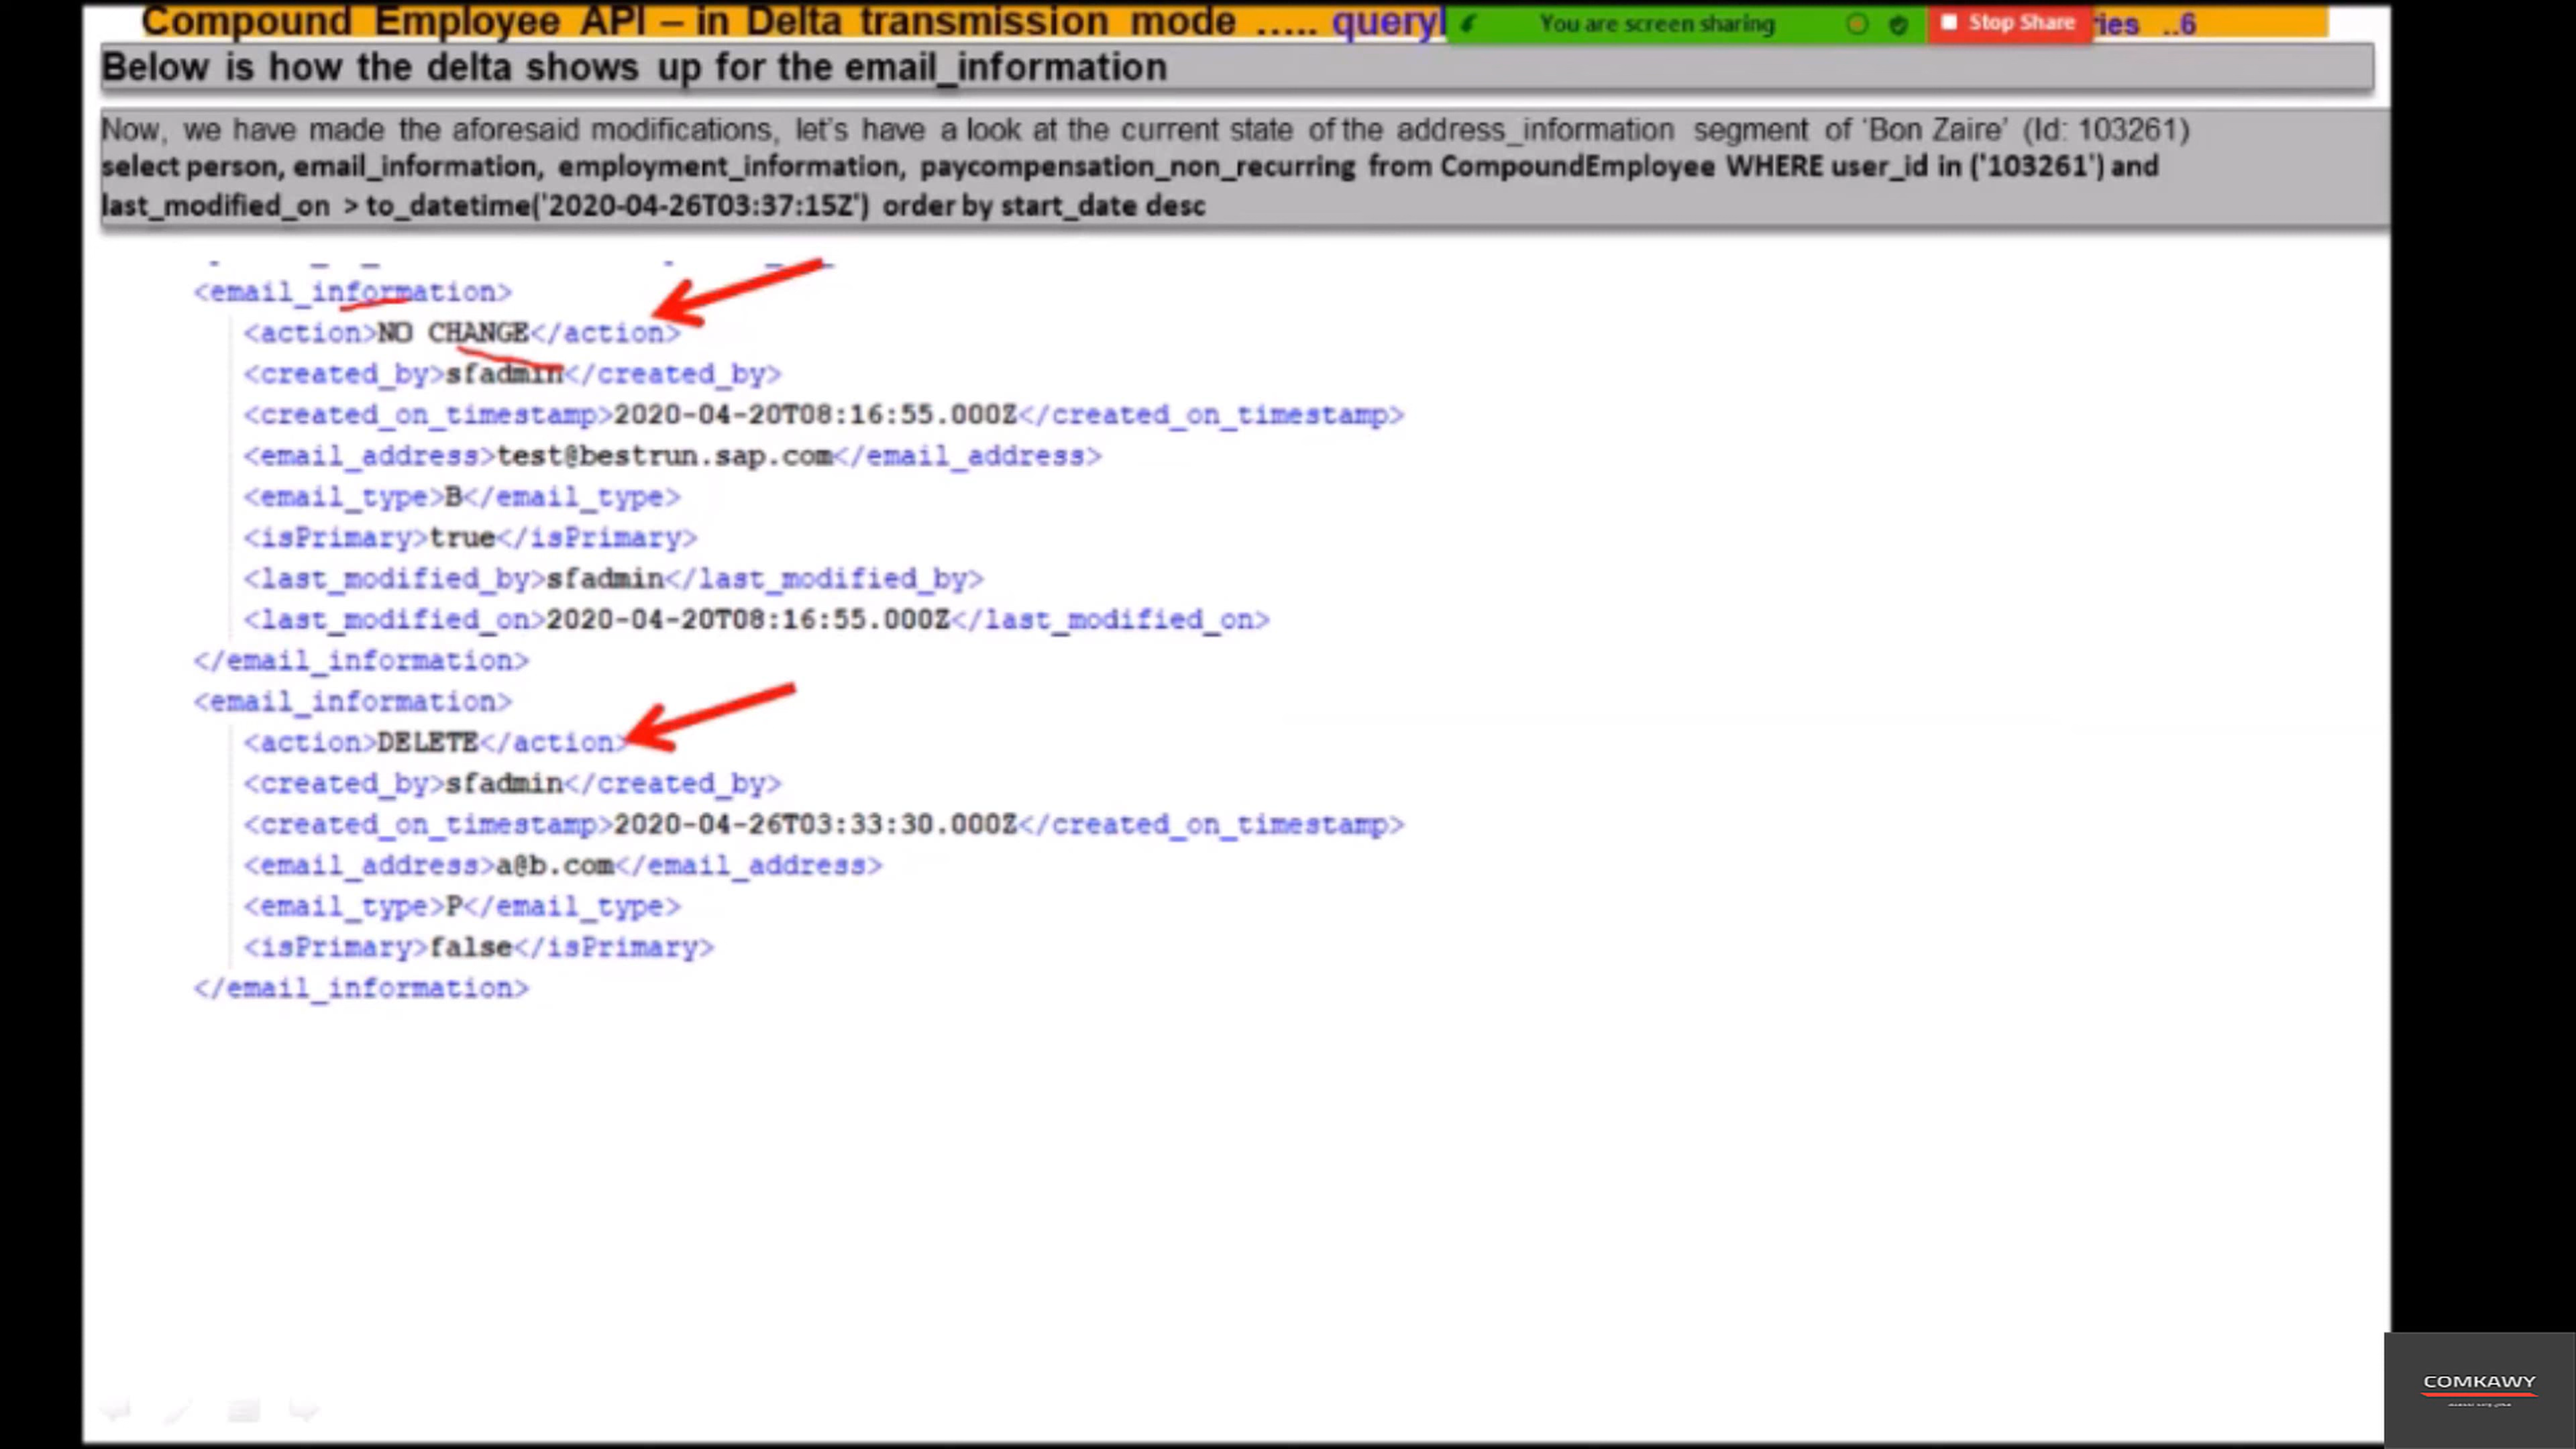 Compound Employee API – in Delta transmission mode ….. queryl
You are screen sharing
Stop Share
ries ..6
Below is how the delta shows up for the email_information
Now, we have made the aforesaid modifications, let's have a look at the current state of the address_information segment of 'Bon Zaire' (Id: 103261)
select person, email_information, employment_information, paycompensation_non_recurring from CompoundEmployee WHERE user_id in ('103261') and
last_modified_on > to_datetime('2020-04-26T03:37:15Z') order by start_date desc
<email_information>
<action>NO CHANGE</action>
<created_by>sfadmin</created_by>
<created_on_timestamp>2020-04-20T08:16:55.000Z</created_on_timestamp>
<email_address>test@bestrun.sap.com</email_address>
<email_type>B</email_type>
<isPrimary>true</isPrimary>
<last_modified_by>sfadmin</last_modified_by>
<last_modified_on>2020-04-20T08:16:55.000Z</last_modified_on>
</email_information>
<email_information>
<action>DELETE</action>
<created_by>sfadmin</created_by>
<created_on_timestamp>2020-04-26T03:33:30.000Z</created_on_timestamp>
<email_address>a@b.com</email_address>
<email_type>P</email_type>
<isPrimary>false</isPrimary>
</email_information>
COMKAWY